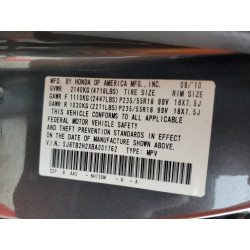 MFD. BY HONDA OF AMERICA MFG., INC. 08/10
GVWR 2140KG (4718LBS) TIRE SIZE RIM SIZE
GAWR F 1110KG (2447LBS) P235/55R18 99V 18X7.5J
GAWR R 1030KG (2271LBS) P235/55R18 99V 18X7.5J
THIS VEHICLE CONFORMS TO ALL APPLICABLE
FEDERAL MOTOR VEHICLE SAFETY AND
THEFT PREVENTION STANDARDS IN EFFECT
ON THE DATE OF MANUFACTURE SHOWN ABOVE.
V.I.N: 5J8TB2H2XBA001762 TYPE: MPV